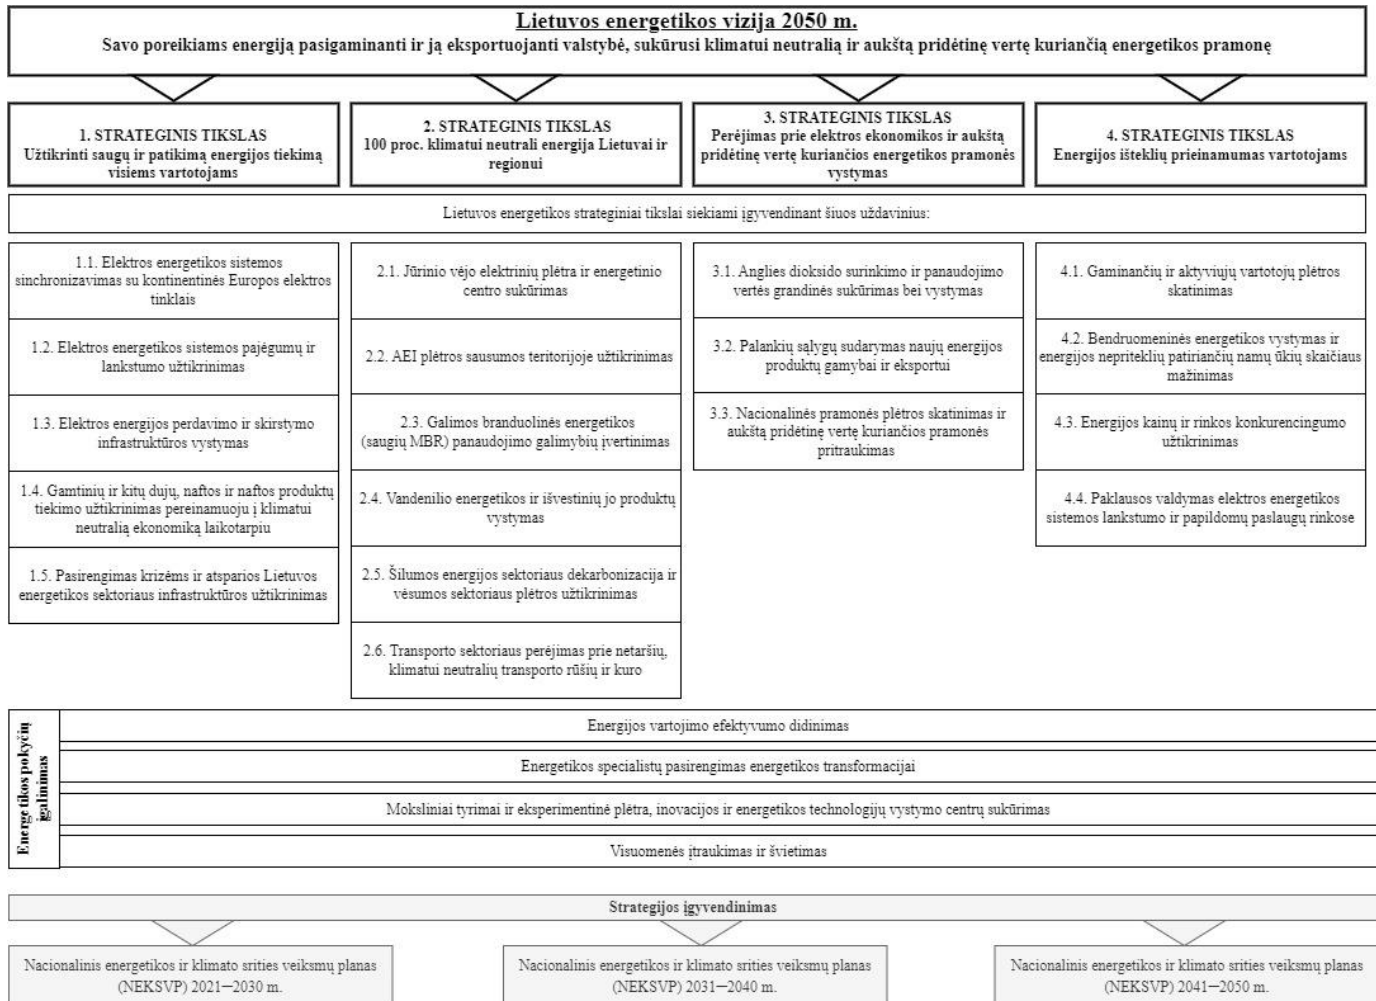 Lietuvos energetikos vizija 2050 m.
Savo poreikiams energiją pasigaminanti ir ją eksportuojanti valstybė, sukūrusi klimatui neutralią ir aukštą pridėtinę vertę kuriančią energetikos pramonę
1. STRATEGINIS TIKSLAS
Užtikrinti saugų ir patikimą energijos tiekimą
visiems vartotojams
2. STRATEGINIS TIKSLAS
100 proc. klimatui neutrali energija Lietuvai ir
regionui
3. STRATEGINIS TIKSLAS
Perėjimas prie elektros ekonomikos ir aukštą
pridėtinę vertę kuriančios energetikos pramonės
vystymas
4. STRATEGINIS TIKSLAS
Energijos išteklių prieinamumas vartotojams
Lietuvos energetikos strateginiai tikslai siekiami įgyvendinant šiuos uždavinius:
1.1. Elektros energetikos sistemos
sinchronizavimas su kontinentinės Europos elektros
tinklais
1.2. Elektros energetikos sistemos pajėgumų ir
lankstumo užtikrinimas
1.3. Elektros energijos perdavimo ir skirstymo
infrastruktūros vystymas
1.4. Gamtinių ir kitų dujų, naftos ir naftos produktų
tiekimo užtikrinimas pereinamuoju į klimatui
neutralią ekonomiką laikotarpiu
1.5. Pasirengimas krizėms ir atsparios Lietuvos
energetikos sektoriaus infrastruktūros užtikrinimas
2.1. Jūrinio vėjo elektrinių plėtra ir energetinio
centro sukūrimas
2.2. AEI plėtros sausumos teritorijoje užtikrinimas
2.3. Galimos branduolinės energetikos
(saugių MBR) panaudojimo galimybių įvertinimas
2.4. Vandenilio energetikos ir išvestinių jo produktų
vystymas
2.5. Šilumos energijos sektoriaus dekarbonizacija ir
vėsumos sektoriaus plėtros užtikrinimas
2.6. Transporto sektoriaus perėjimas prie netaršių,
klimatui neutralių transporto rūšių ir kuro
3.1. Anglies dioksido surinkimo ir panaudojimo
vertės grandinės sukūrimas bei vystymas
3.2. Palankių sąlygų sudarymas naujų energijos
produktų gamybai ir eksportui
3.3. Nacionalinės pramonės plėtros skatinimas ir
aukštą pridėtinę vertę kuriančios pramonės
pritraukimas
4.1. Gaminančių ir aktyviųjų vartotojų plėtros
skatinimas
4.2. Bendruomeninės energetikos vystymas ir
energijos nepriteklių patiriančių namų ūkių skaičiaus
mažinimas
4.3. Energijos kainų ir rinkos konkurencingumo
užtikrinimas
4.4. Paklausos valdymas elektros energetikos
sistemos lankstumo ir papildomų paslaugų rinkose
Energetikos pokyčių
įgalinimas
Energijos vartojimo efektyvumo didinimas
Energetikos specialistų pasirengimas energetikos transformacijai
Moksliniai tyrimai ir eksperimentinė plėtra, inovacijos ir energetikos technologijų vystymo centrų sukūrimas
Visuomenės įtraukimas ir švietimas
Strategijos įgyvendinimas
Nacionalinis energetikos ir klimato srities veiksmų planas
(NEKSVP) 2021—2030 m.
Nacionalinis energetikos ir klimato srities veiksmų planas
(NEKSVP) 2031—2040 m.
Nacionalinis energetikos ir klimato srities veiksmų planas
(NEKSVP) 2041—2050 m.